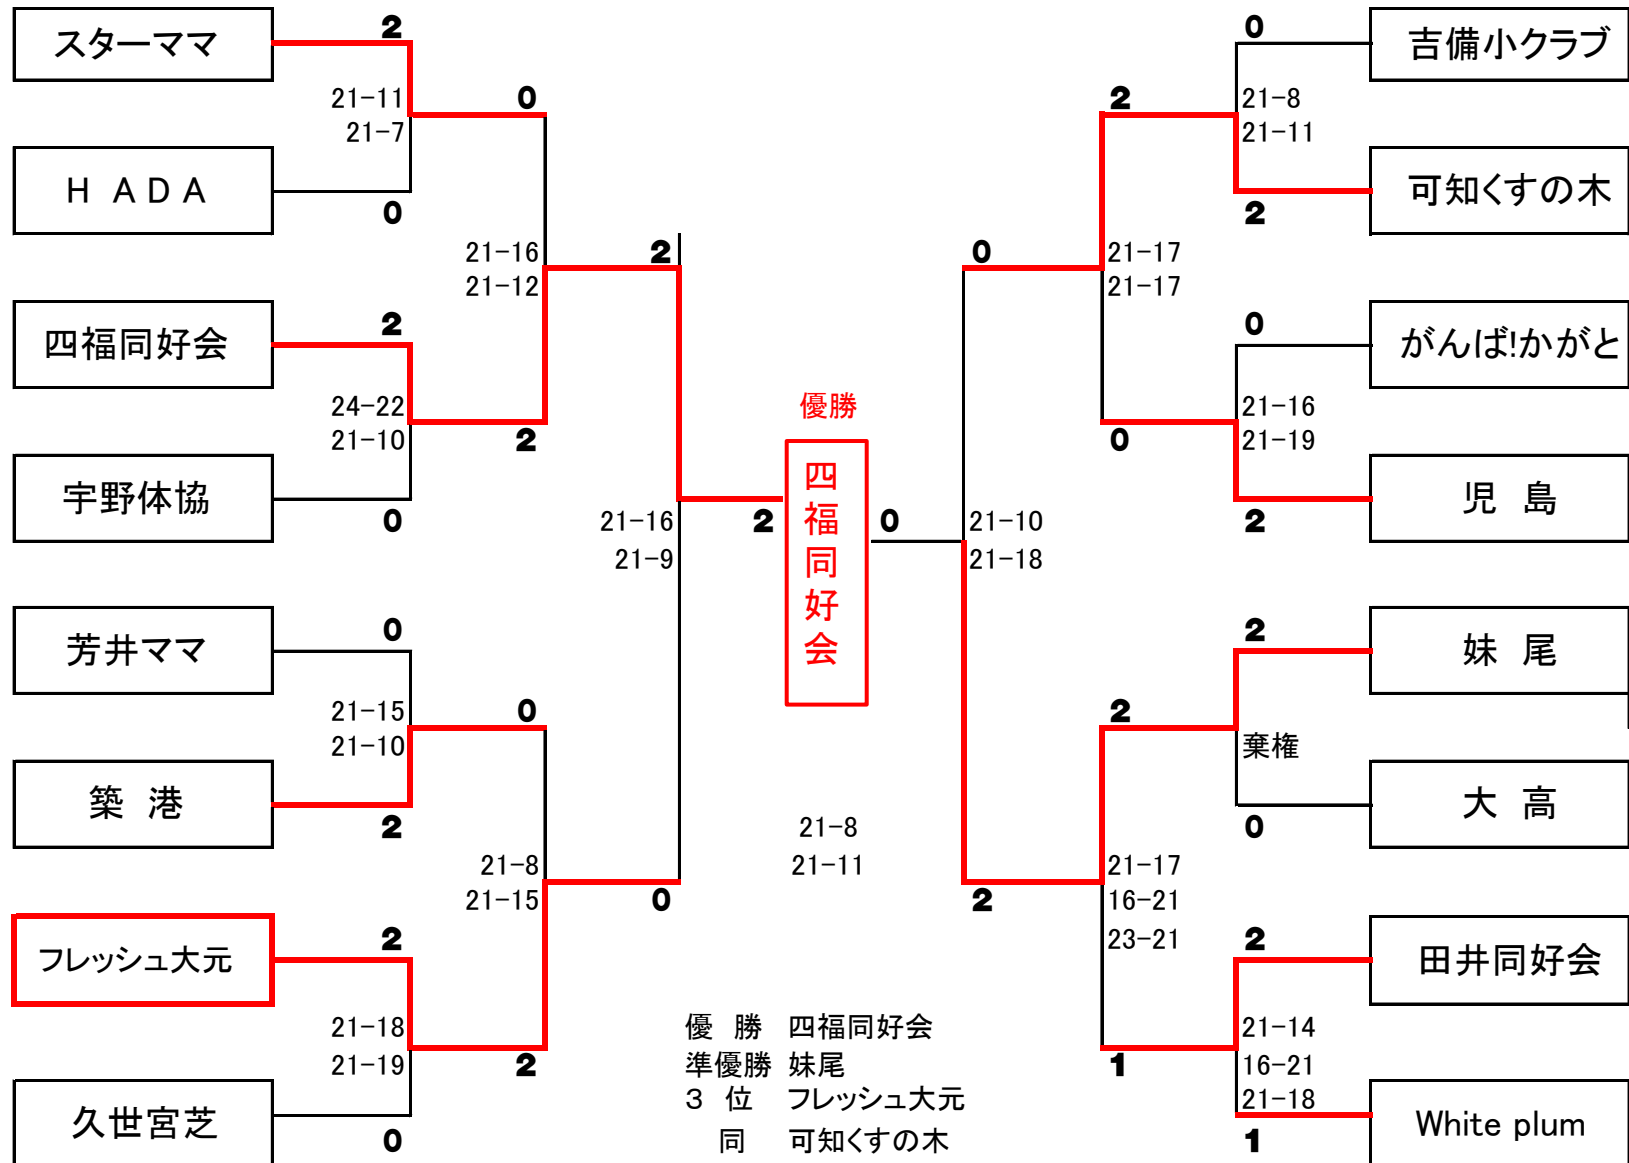 スターママ
2
21-11
21-7
0
H A D A
0
21-16
21-12
2
四福同好会
2
24-22
21-10
2
宇野体協
0
21-16
21-9
2
芳井ママ
0
21-15
21-10
0
築 港
2
21-8
21-15
0
フレッシュ大元
2
21-18
21-19
2
久世宮芝
0
優勝
四福同好会
21-8
21-11
0
吉備小クラブ
0
21-8
21-11
2
可知くすの木
2
21-17
21-17
0
がんば!かがと
0
21-16
21-19
0
児 島
2
21-10
21-18
妹 尾
2
棄権
2
大 高
0
21-17
16-21
23-21
2
田井同好会
2
21-14
16-21
21-18
1
White plum
1
優 勝 四福同好会
準優勝 妹尾
3 位 フレッシュ大元
同 可知くすの木